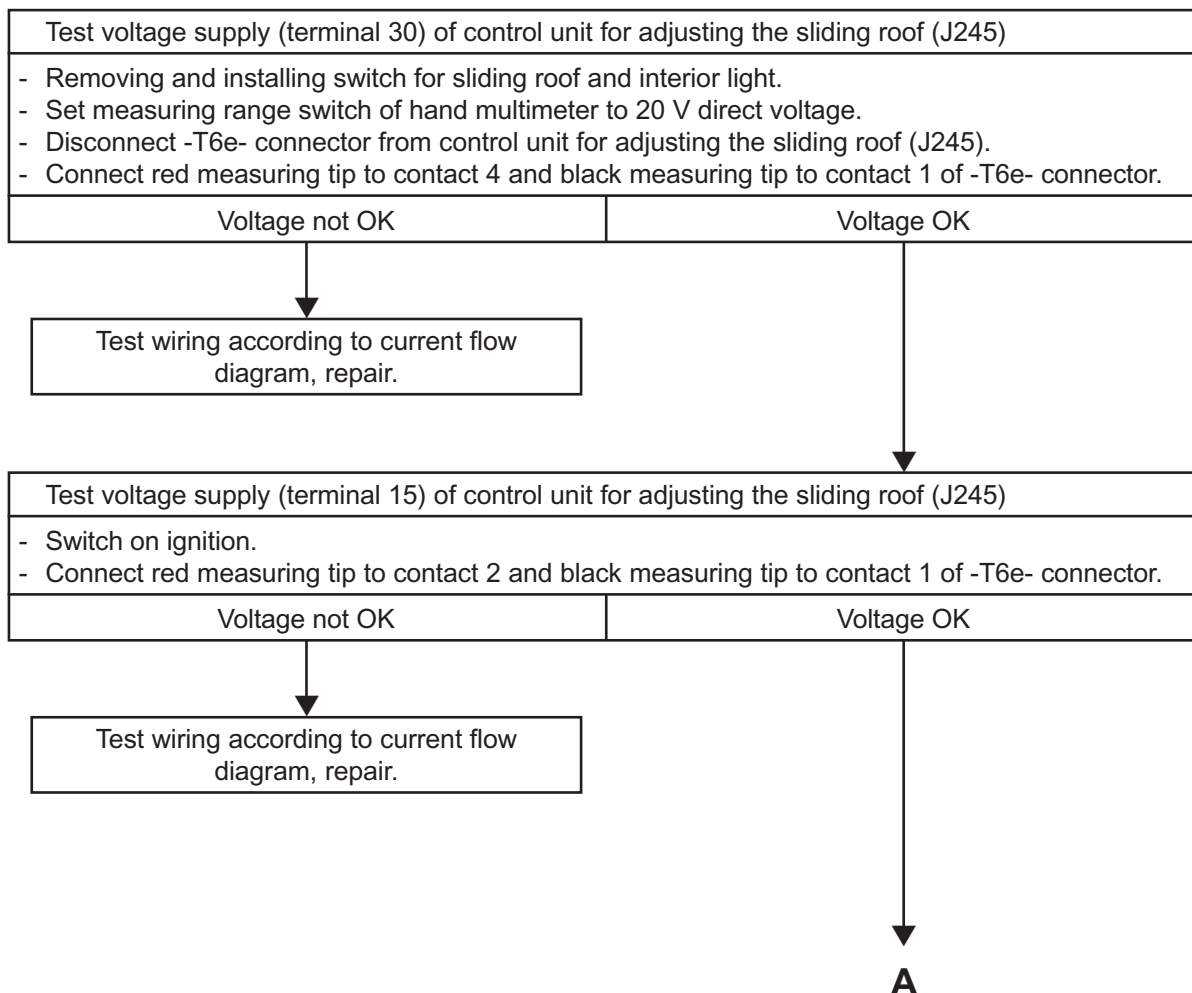 Test voltage supply (terminal 30) of control unit for adjusting the sliding roof (J245)
- Removing and installing switch for sliding roof and interior light.
- Set measuring range switch of hand multimeter to 20 V direct voltage.
- Disconnect -T6e- connector from control unit for adjusting the sliding roof (J245).
- Connect red measuring tip to contact 4 and black measuring tip to contact 1 of -T6e- connector.
Voltage not OK
Voltage OK
Test wiring according to current flow
diagram, repair.
Test voltage supply (terminal 15) of control unit for adjusting the sliding roof (J245)
- Switch on ignition.
- Connect red measuring tip to contact 2 and black measuring tip to contact 1 of -T6e- connector.
Voltage not OK
Voltage OK
Test wiring according to current flow
diagram, repair.
A